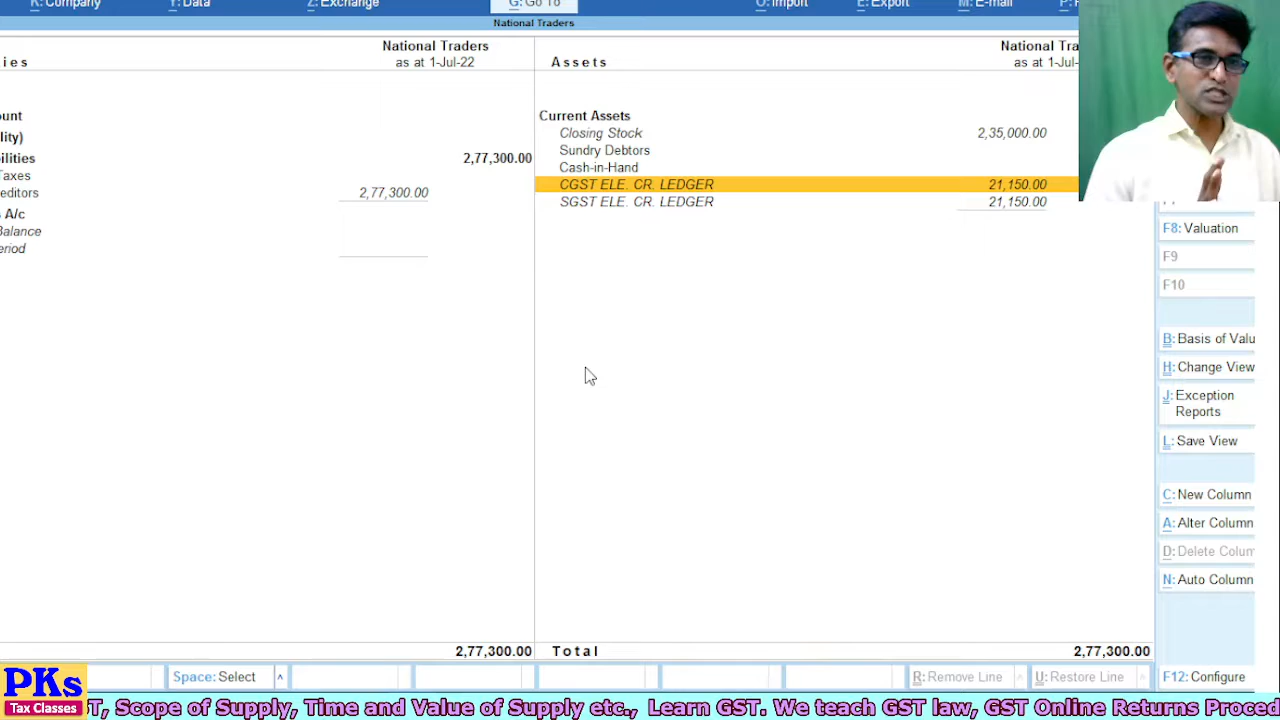 K: Company
Y: Data
Z: Exchange
G: Go To
O: Import
E: Export
M: E-mail
P:
National Traders
ies
National Traders
as at 1-Jul-22
Assets
National Tra
as at 1-Jul-
ount
lity)
ilities 2,77,300.00
Taxes
editors 2,77,300.00
A/c
Balance
eriod
Current Assets
Closing Stock 2,35,000.00
Sundry Debtors
Cash-in-Hand
CGST ELE. CR. LEDGER 21,150.00
SGST ELE. CR. LEDGER 21,150.00
F8: Valuation
F9
F10
B: Basis of Valu
H: Change View
J: Exception
Reports
L: Save View
C: New Column
A: Alter Column
D: Delete Colum
N: Auto Column
2,77,300.00
Total 2,77,300.00
Space: Select
R: Remove Line
U: Restore Line
F12: Configure
PKs
Tax Classes
T, Scope of Supply, Time and Value of Supply etc., Learn GST. We teach GST law, GST Online Returns Proced